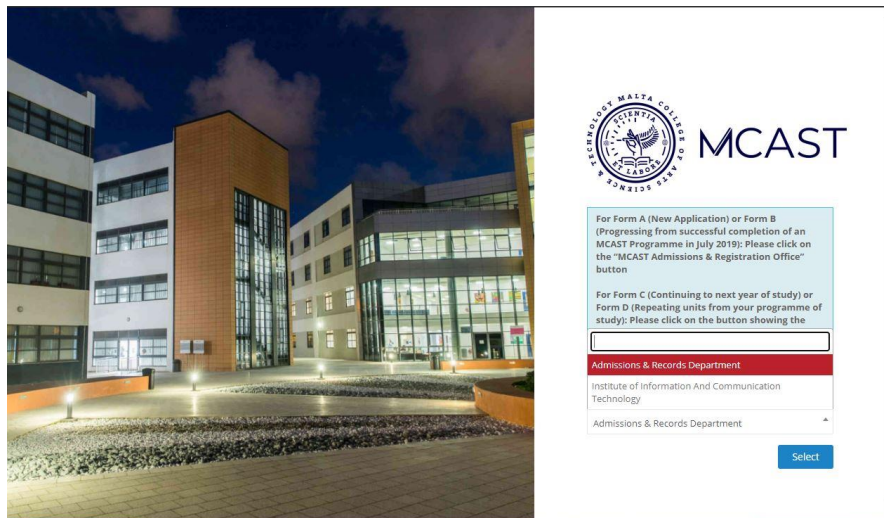 MALTA COLLEGE OF ARTS SCIENCE & TECHNOLOGY
SCIENTIA
ET LABORE
MCAST
For Form A (New Application) or Form B
(Progressing from successful completion of an
MCAST Programme in July 2019): Please click on
the "MCAST Admissions & Registration Office"
button
For Form C (Continuing to next year of study) or
Form D (Repeating units from your programme of
study): Please click on the button showing the
Admissions & Records Department
Institute of Information And Communication
Technology
Admissions & Records Department
Select